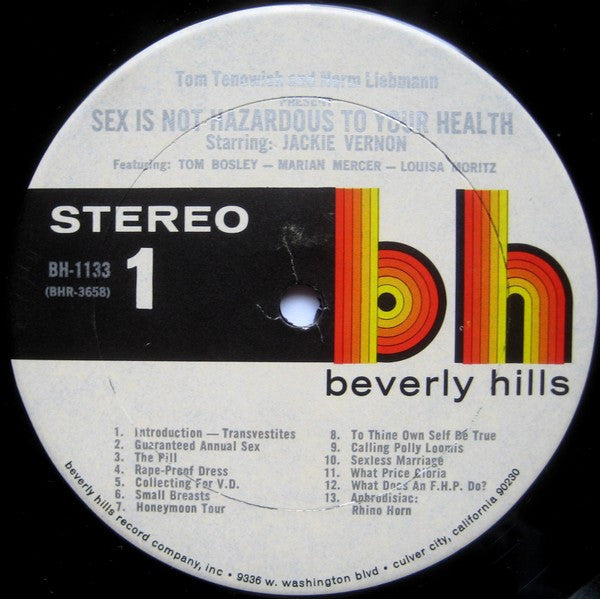 Tom Tenowich and Norm Liebmann
PRESENT
SEX IS NOT HAZARDOUS TO YOUR HEALTH
Starring: JACKIE VERNON
Featuring: TOM BOSLEY — MARIAN MERCER — LOUISA MORITZ
STEREO
BH-1133
(BHR-3658)
1
bh
beverly hills
1. Introduction — Transvestites
2. Guaranteed Annual Sex
3. The Pill
4. Rape-Proof Dress
5. Collecting For V.D.
6. Small Breasts
7. Honeymoon Tour
8. To Thine Own Self Be True
9. Calling Polly Loomis
10. Sexless Marriage
11. What Price Gloria
12. What Does An F.H.P. Do?
13. Aphrodisiac:
Rhino Horn
beverly hills record company, inc • 9336 w. washington blvd • culver city, california 90230